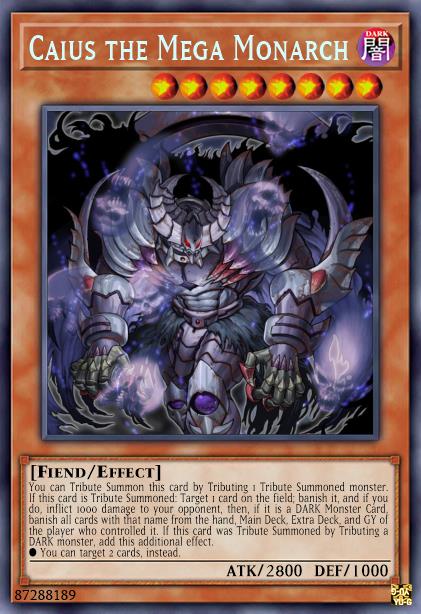 CAIUS THE MEGA MONARCH
DARK
闇
[FIEND/EFFECT]
You can Tribute Summon this card by Tributing 1 Tribute Summoned monster.
If this card is Tribute Summoned: Target 1 card on the field; banish it, and if you
do, inflict 1000 damage to your opponent, then, if it is a DARK Monster Card,
banish all cards with that name from the hand, Main Deck, Extra Deck, and GY of
the player who controlled it. If this card was Tribute Summoned by Tributing a
DARK monster, add this additional effect.
● You can target 2 cards, instead.
ATK/2800 DEF/1000
87288189